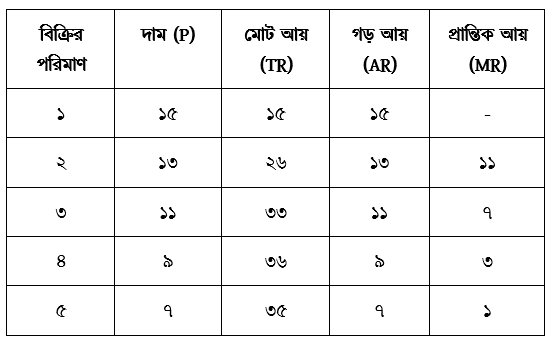 বিক্রির পরিমাণ দাম (P) মোট আয় (TR) গড় আয় (AR) প্রান্তিক আয় (MR)
১ ১৫ ১৫ ১৫ -
২ ১৩ ২৬ ১৩ ১১
৩ ১১ ৩৩ ১১ ৭
৪ ৯ ৩৬ ৯ ৩
৫ ৭ ৩৫ ৭ ১